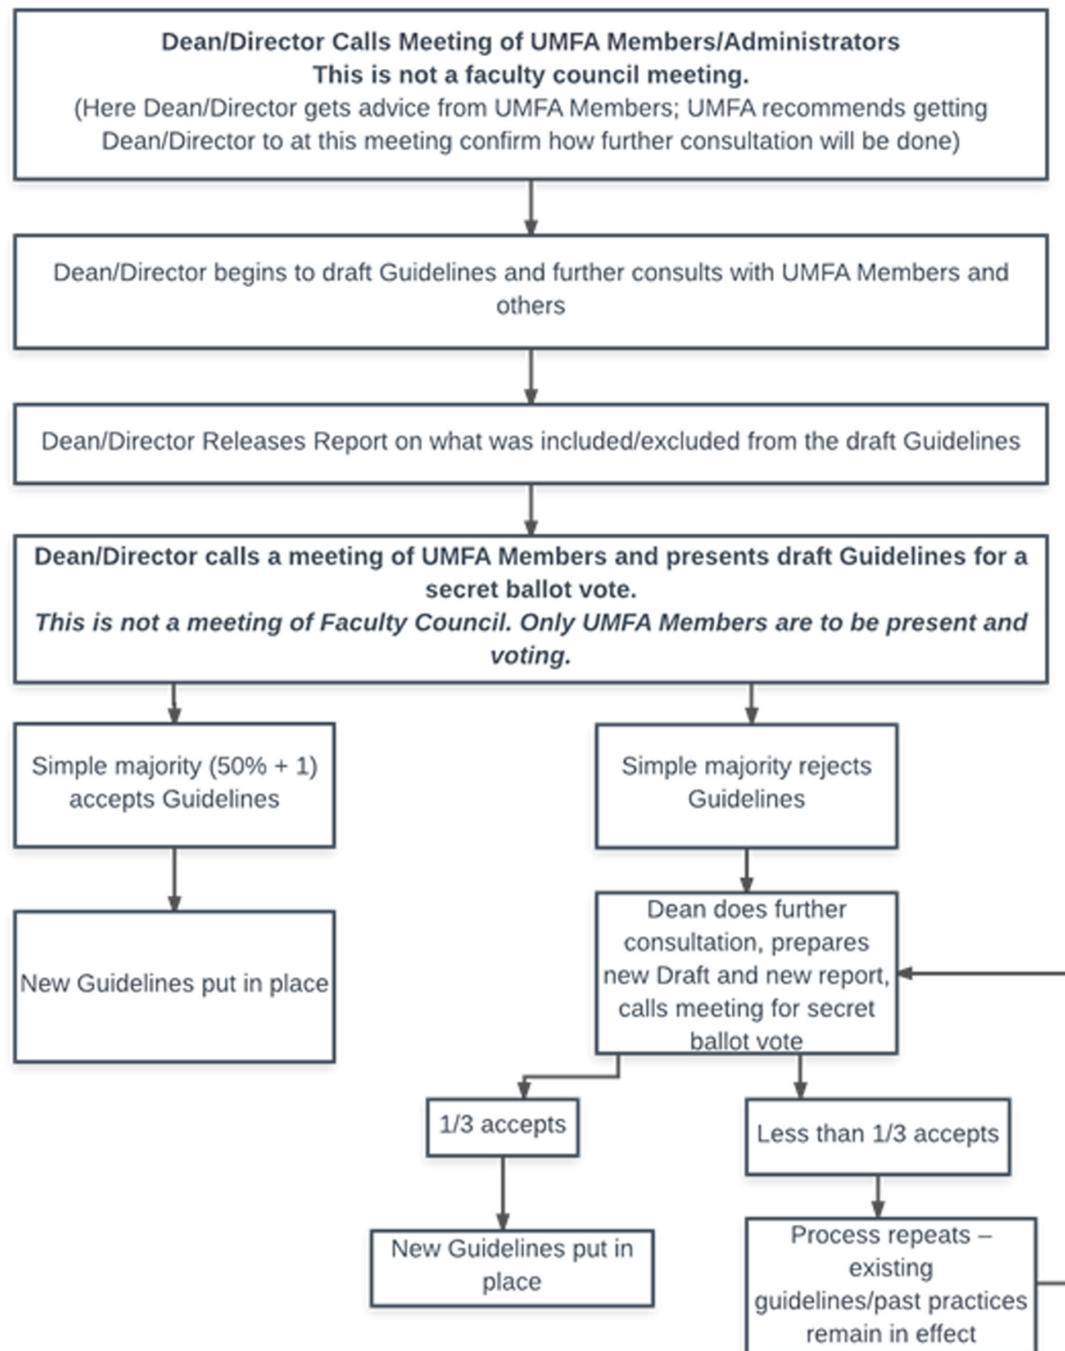 Dean/Director Calls Meeting of UMFA Members/Administrators
This is not a faculty council meeting.
(Here Dean/Director gets advice from UMFA Members; UMFA recommends getting
Dean/Director to at this meeting confirm how further consultation will be done)
Dean/Director begins to draft Guidelines and further consults with UMFA Members and
others
Dean/Director Releases Report on what was included/excluded from the draft Guidelines
Dean/Director calls a meeting of UMFA Members and presents draft Guidelines for a
secret ballot vote.
This is not a meeting of Faculty Council. Only UMFA Members are to be present and
voting.
Simple majority (50% + 1)
accepts Guidelines
New Guidelines put in place
Simple majority rejects
Guidelines
Dean does further
consultation, prepares
new Draft and new report,
calls meeting for secret
ballot vote
1/3 accepts
New Guidelines put in
place
Less than 1/3 accepts
Process repeats –
existing
guidelines/past practices
remain in effect